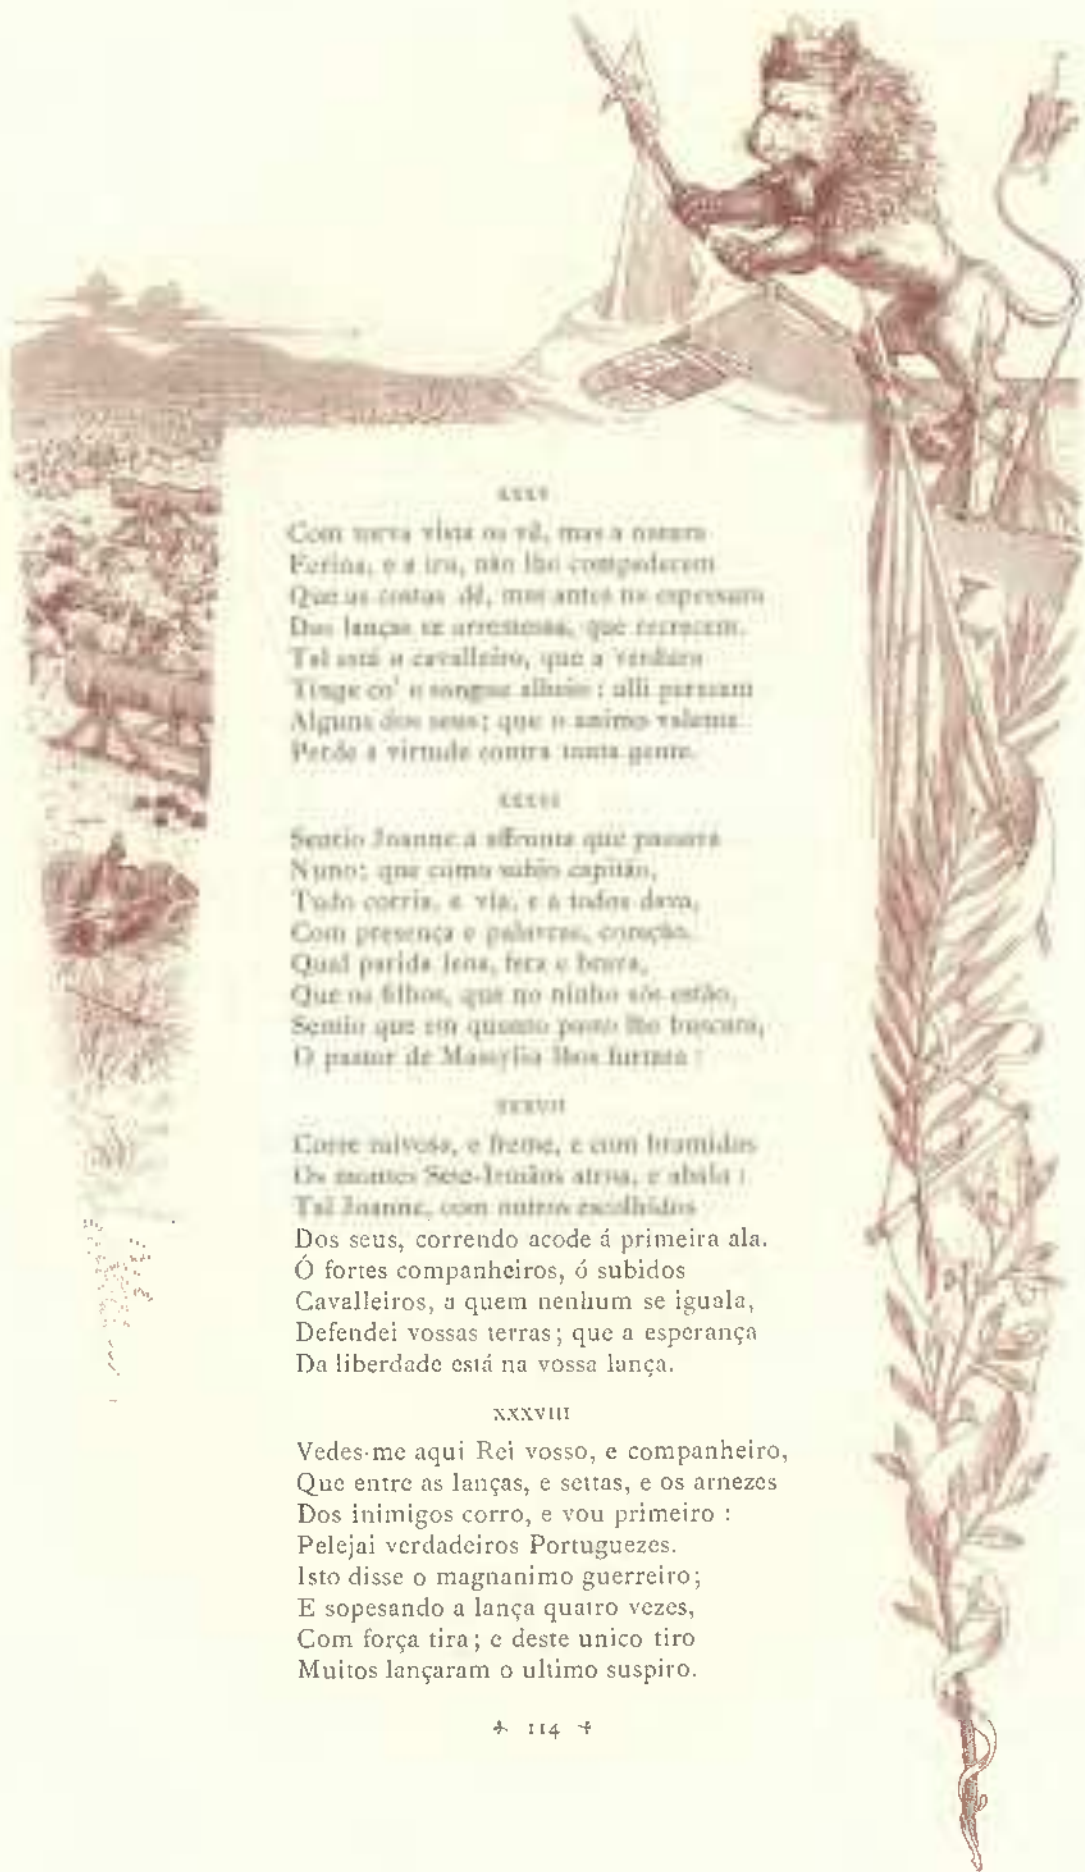 XXXV
Com torva vista os vê, mas a natura
Ferina, e a ira, não lhe compadecem
Que as costas dê, mas antes na espessura
Das lanças se arremessa, que recrecem.
Tal está o cavalleiro, que a verdura
Tinge co' o sangue alheio: alli perecem
Alguns dos seus; que o animo valente
Perde a virtude contra tanta gente.
XXXVI
Sentio Joanne a affronta que passava
Nuno; que como sabio capitão,
Tudo corria, e via, e a todos dava,
Com presença e palavras, coração.
Qual parida leoa, fera e brava,
Que os filhos, que no ninho sós estão,
Sentio que em quanto pasto lhe buscara,
O pastor de Massylia lhos furtara:
XXXVII
Corre raivosa, e freme, e com bramidos
Os montes Sete-Irmãos atroa, e abala:
Tal Joanne, com outros escolhidos
Dos seus, correndo acode á primeira ala.
Ó fortes companheiros, ó subidos
Cavalleiros, a quem nenhum se iguala,
Defendei vossas terras; que a esperança
Da liberdade está na vossa lança.
XXXVIII
Vedes-me aqui Rei vosso, e companheiro,
Que entre as lanças, e settas, e os arnezes
Dos inimigos corro, e vou primeiro:
Pelejai verdadeiros Portuguezes.
Isto disse o magnanimo guerreiro;
E sopesando a lança quatro vezes,
Com força tira; e deste unico tiro
Muitos lançaram o ultimo suspiro.
114